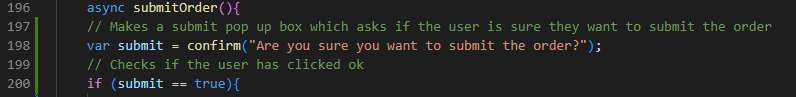 196 async submitOrder(){
197 // Makes a submit pop up box which asks if the user is sure they want to submit the order
198 var submit = confirm("Are you sure you want to submit the order?");
199 // Checks if the user has clicked ok
200 if (submit == true){